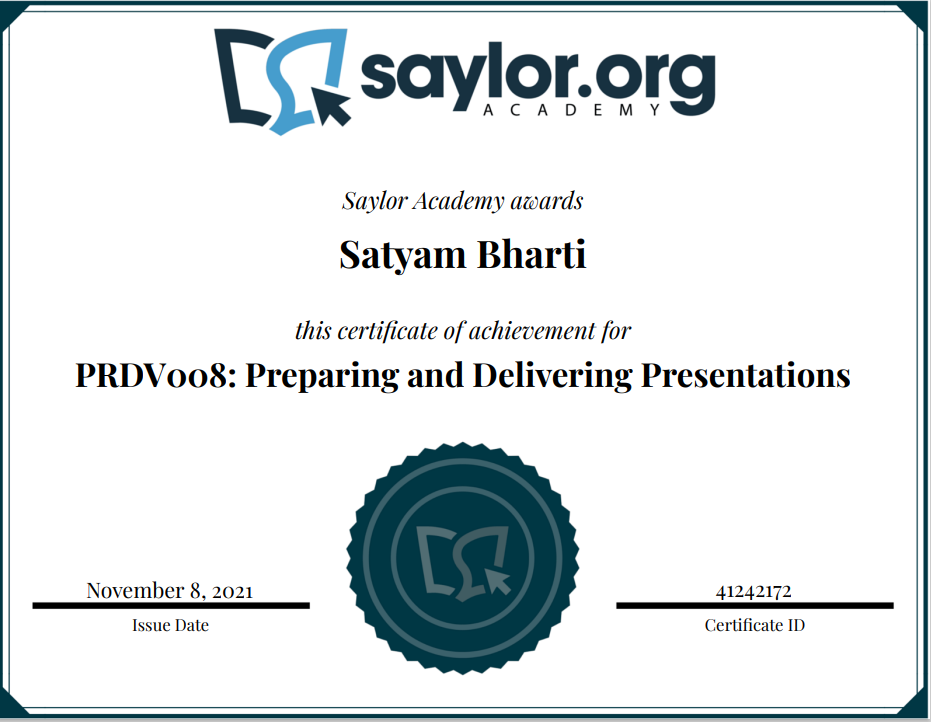 saylor.org
ACADEMY
Saylor Academy awards
Satyam Bharti
this certificate of achievement for
PRDV008: Preparing and Delivering Presentations
November 8, 2021
Issue Date
41242172
Certificate ID